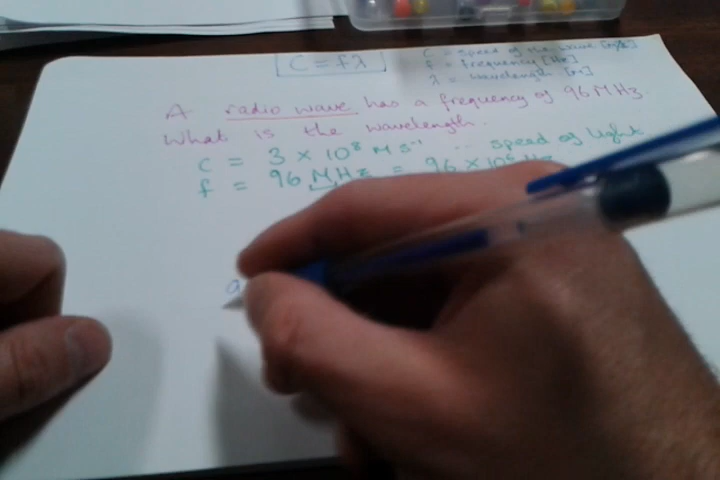 C = fλ
C = speed of the wave [m/s]
f = frequency [Hz]
λ = wavelength [m]
A radio wave has a frequency of 96 MHz.
What is the wavelength.
C = 3 × 10⁸ M s⁻¹ ... speed of light
f = 96 MHz = 96 × 10⁶ Hz